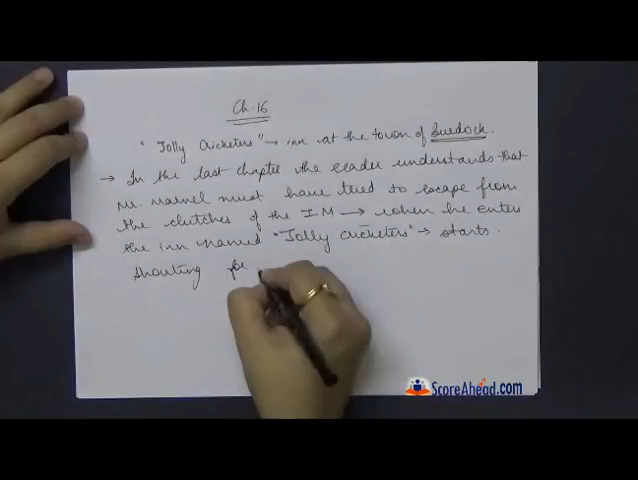 Ch.16
"Jolly Cricketers" → inn at the town of Burdock.
→ In the last chapter the reader understands that
Mr. Marvel must have tried to escape from
the clutches of the IM → when he enters
the inn named "Jolly Cricketers" → starts
shouting for
ScoreAhead.com